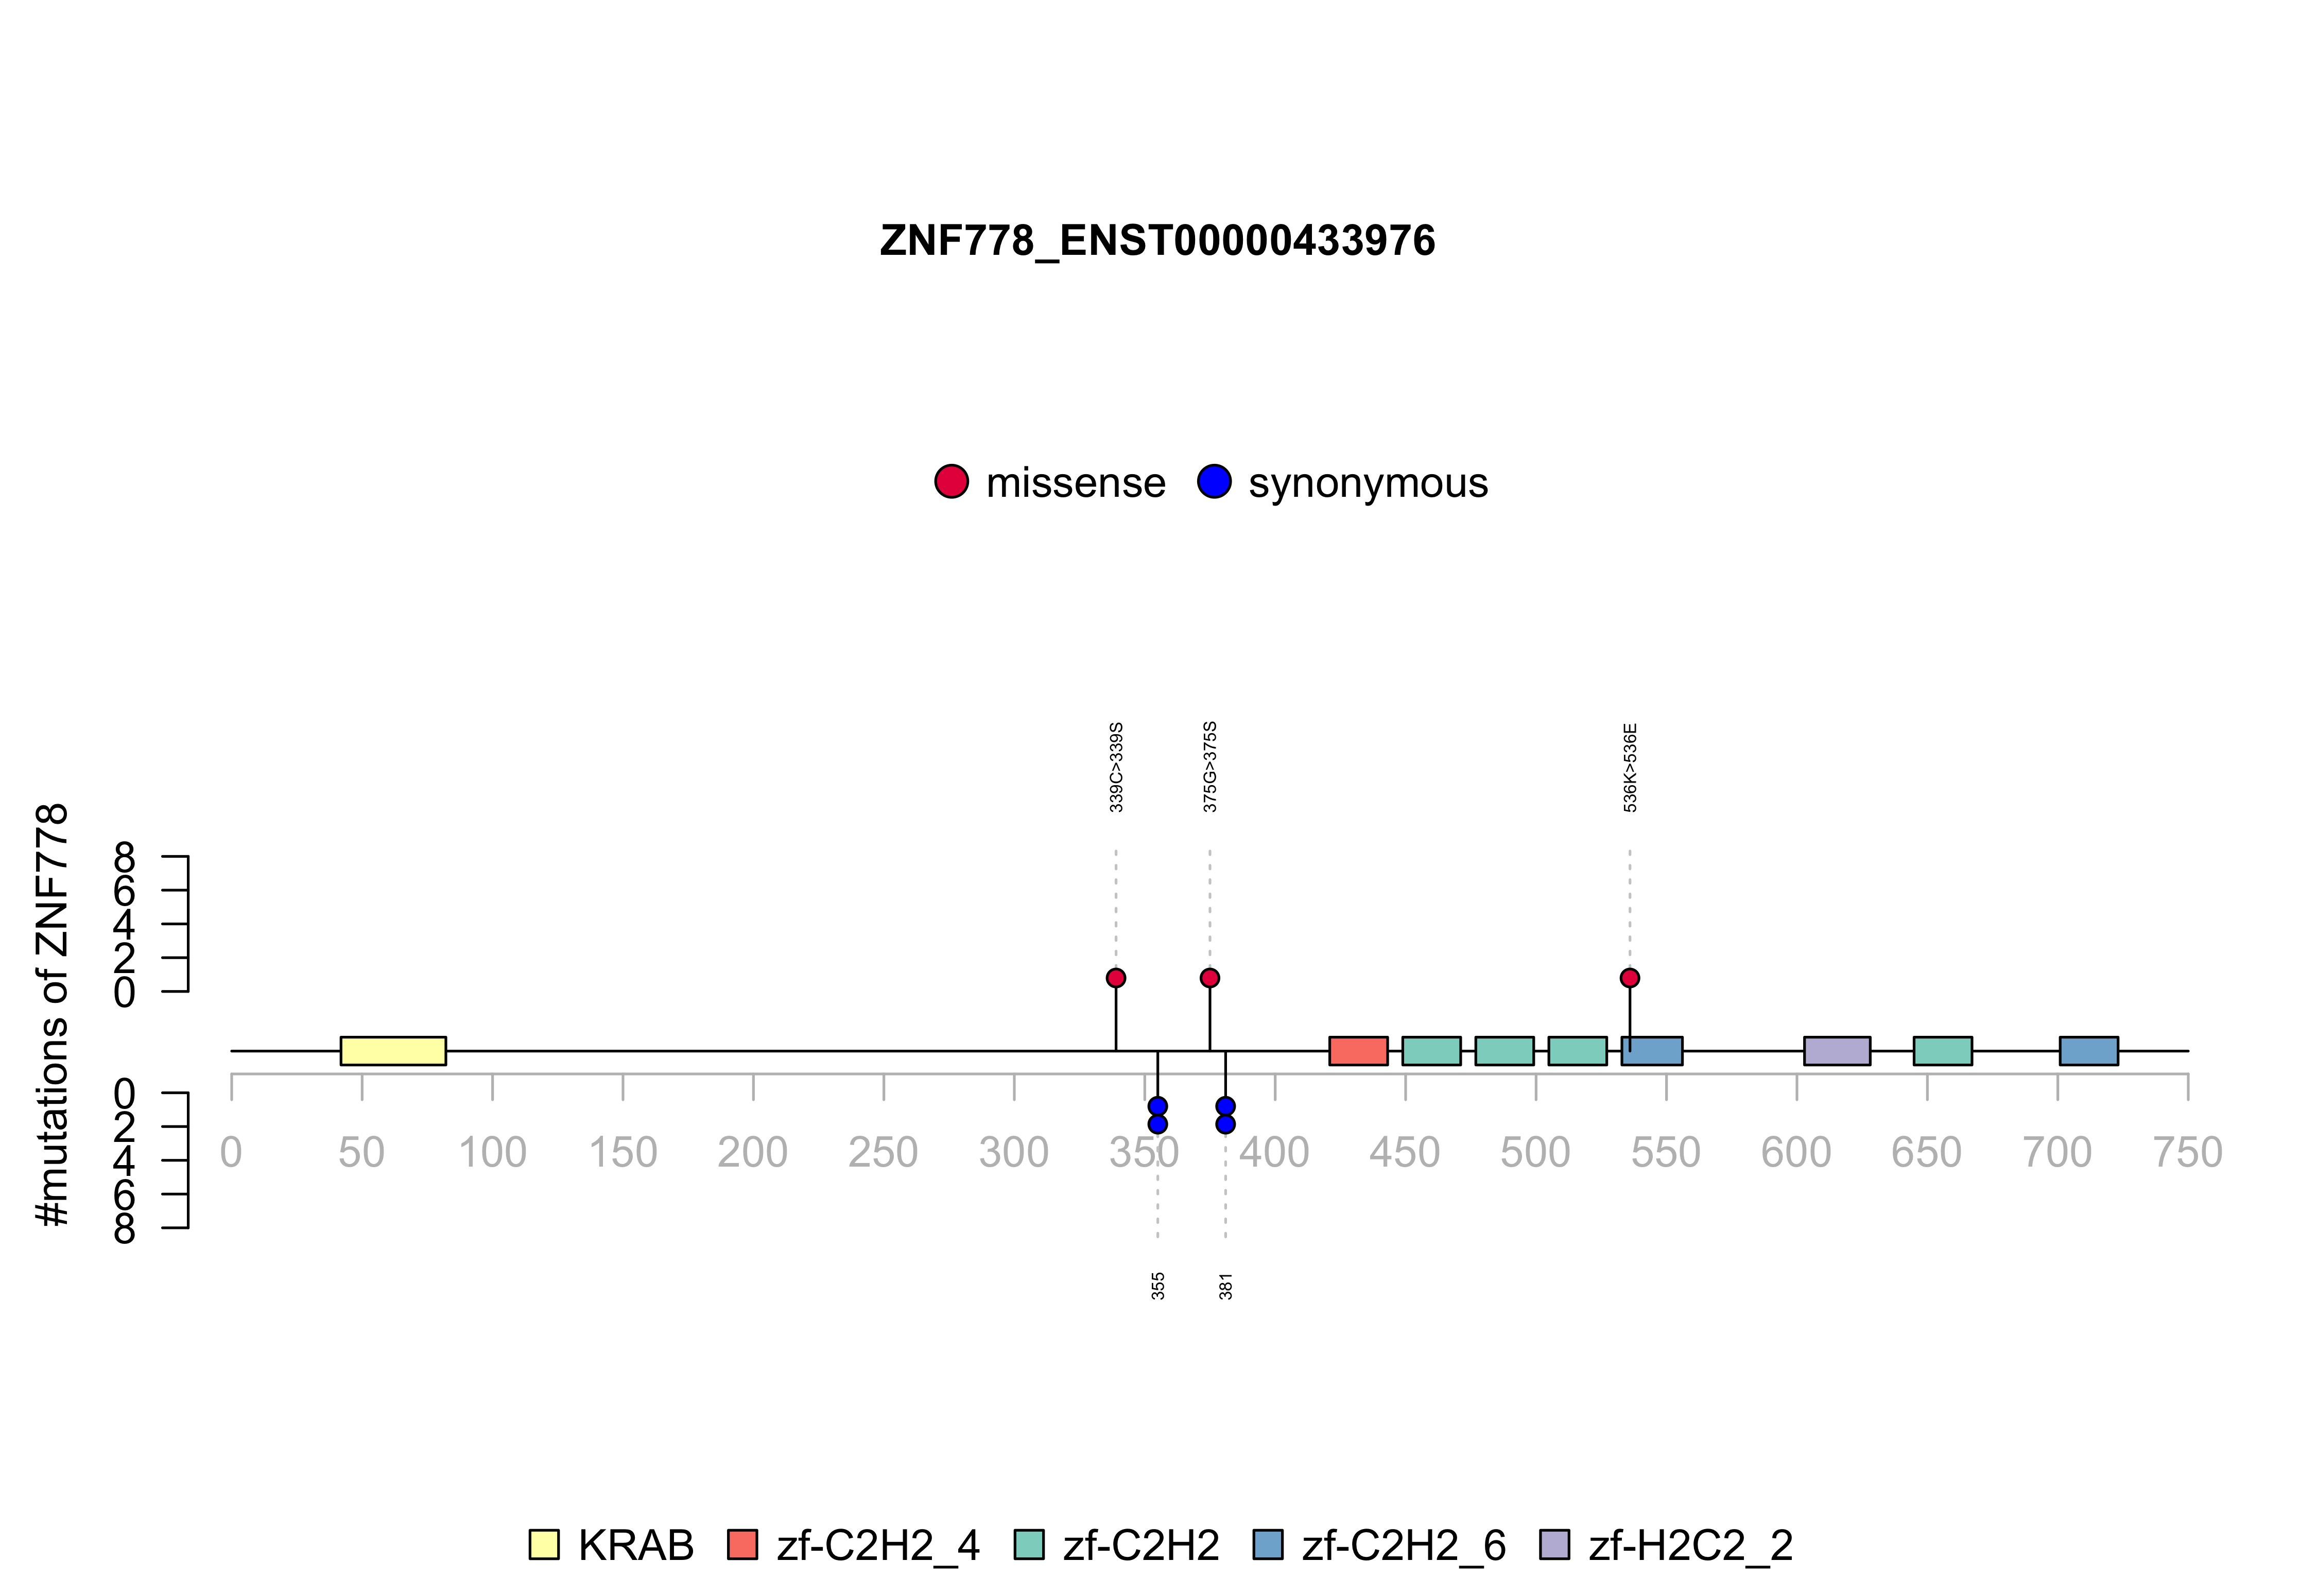 ZNF778_ENST00000433976
missense synonymous
339C>339S 375G>375S 536K>536E
#mutations of ZNF778
8
6
4
2
0
0
2
4
6
8
0 50 100 150 200 250 300 350 400 450 500 550 600 650 700 750
355 381
KRAB zf-C2H2_4 zf-C2H2 zf-C2H2_6 zf-H2C2_2